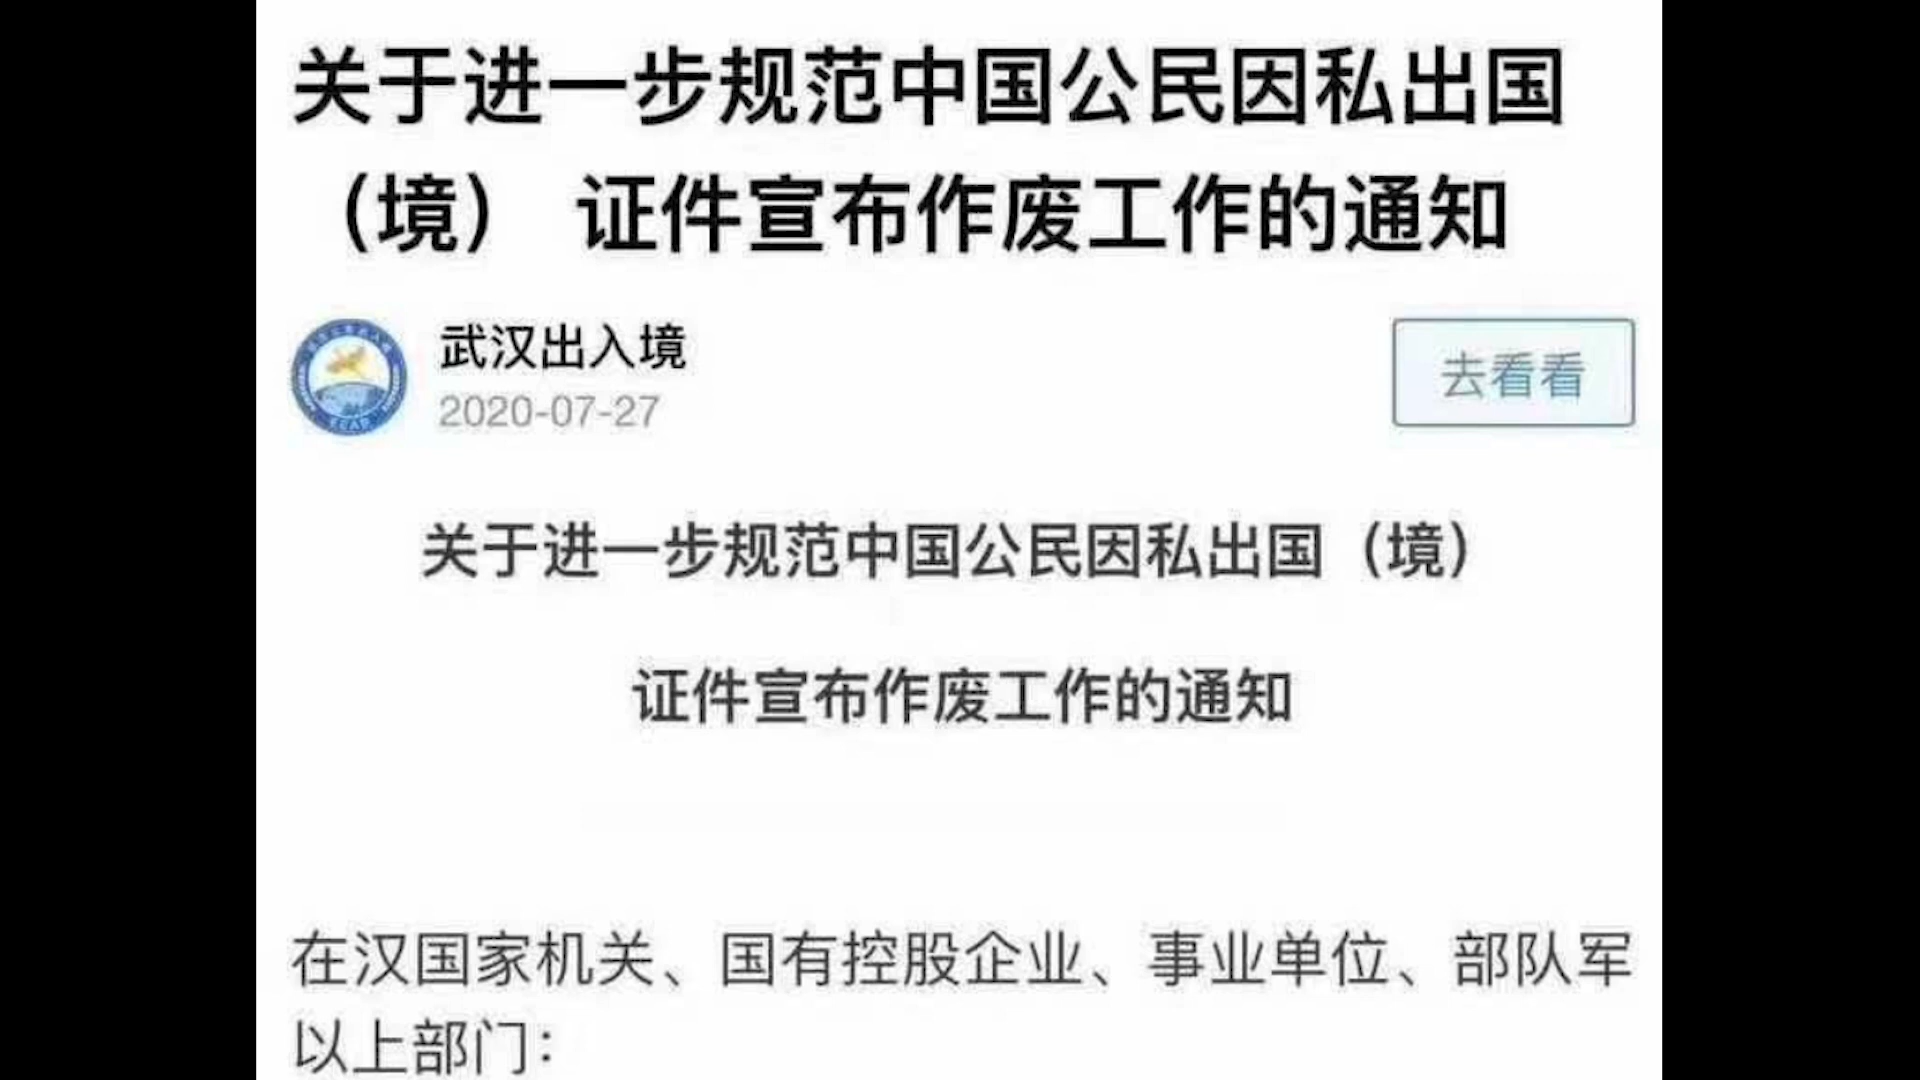 关于进一步规范中国公民因私出国
（境） 证件宣布作废工作的通知
武汉出入境
2020-07-27
去看看
关于进一步规范中国公民因私出国（境）
证件宣布作废工作的通知
在汉国家机关、国有控股企业、事业单位、部队军
以上部门：